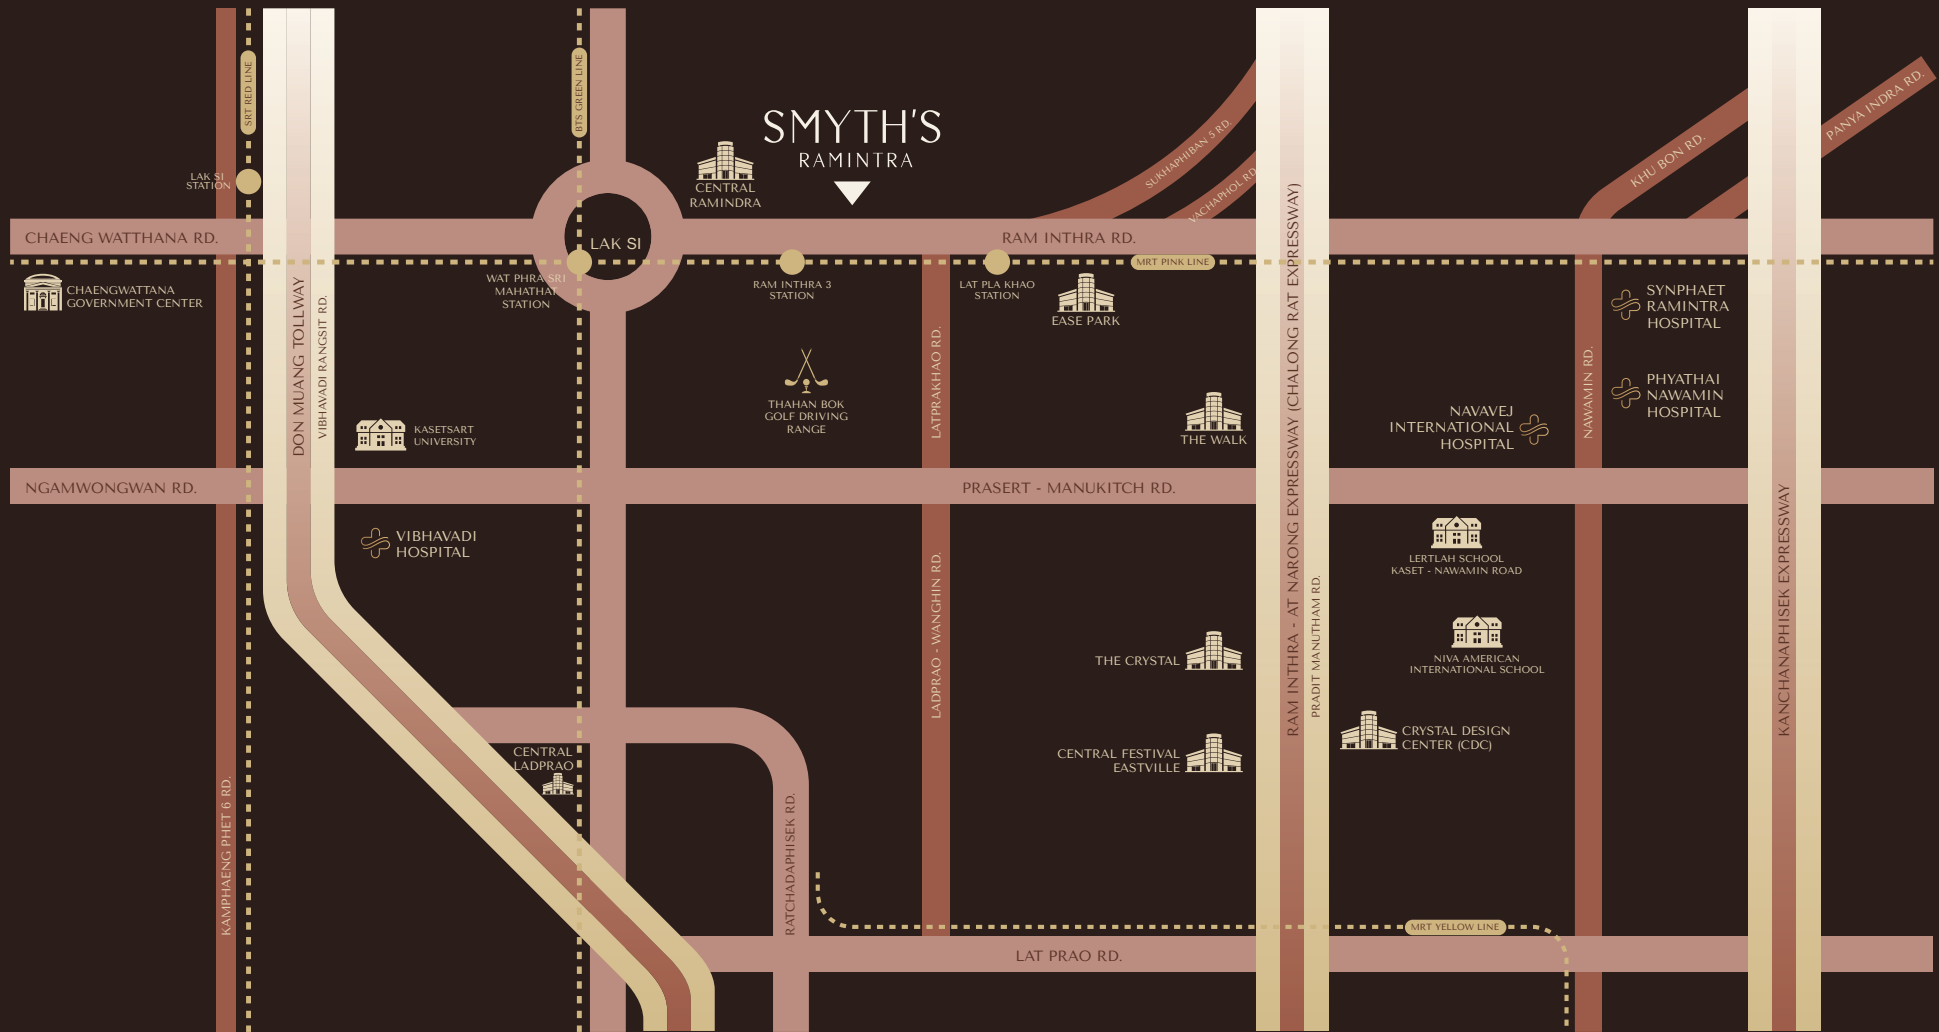 SRT RED LINE
BTS GREEN LINE
SMYTH'S
RAMINTRA
CENTRAL
RAMINDRA
LAK SI
STATION
SUKHAPHIBAN 5 RD.
VACHAPHOL RD.
KHU BON RD.
PANYA INDRA RD.
CHAENG WATTHANA RD.
LAK SI
RAM INTHRA RD.
MRT PINK LINE
CHAENGWATTANA
GOVERNMENT CENTER
WAT PHRA SRI
MAHATHAT
STATION
RAM INTHRA 3
STATION
LAT PLA KHAO
STATION
EASE PARK
SYNPHAET
RAMINTRA
HOSPITAL
DON MUANG TOLLWAY
VIBHAVADI RANGSIT RD.
KASETSART
UNIVERSITY
THAHAN BOK
GOLF DRIVING
RANGE
LATPRAKHAO RD.
THE WALK
RAM INTHRA - AT NARONG EXPRESSWAY (CHALONG RAT EXPRESSWAY)
NAVAVEJ
INTERNATIONAL
HOSPITAL
NAWAMIN RD.
PHYATHAI
NAWAMIN
HOSPITAL
NGAMWONGWAN RD.
PRASERT - MANUKITCH RD.
VIBHAVADI
HOSPITAL
LADPRAO - WANGHIN RD.
PRADIT MANUTHAM RD.
LERTLAH SCHOOL
KASET - NAWAMIN ROAD
KANCHANAPHISEK EXPRESSWAY
THE CRYSTAL
NIVA AMERICAN
INTERNATIONAL SCHOOL
CENTRAL
LADPRAO
CENTRAL FESTIVAL
EASTVILLE
CRYSTAL DESIGN
CENTER (CDC)
KAMPHAENG PHET 6 RD.
RATCHADAPHISEK RD.
MRT YELLOW LINE
LAT PRAO RD.